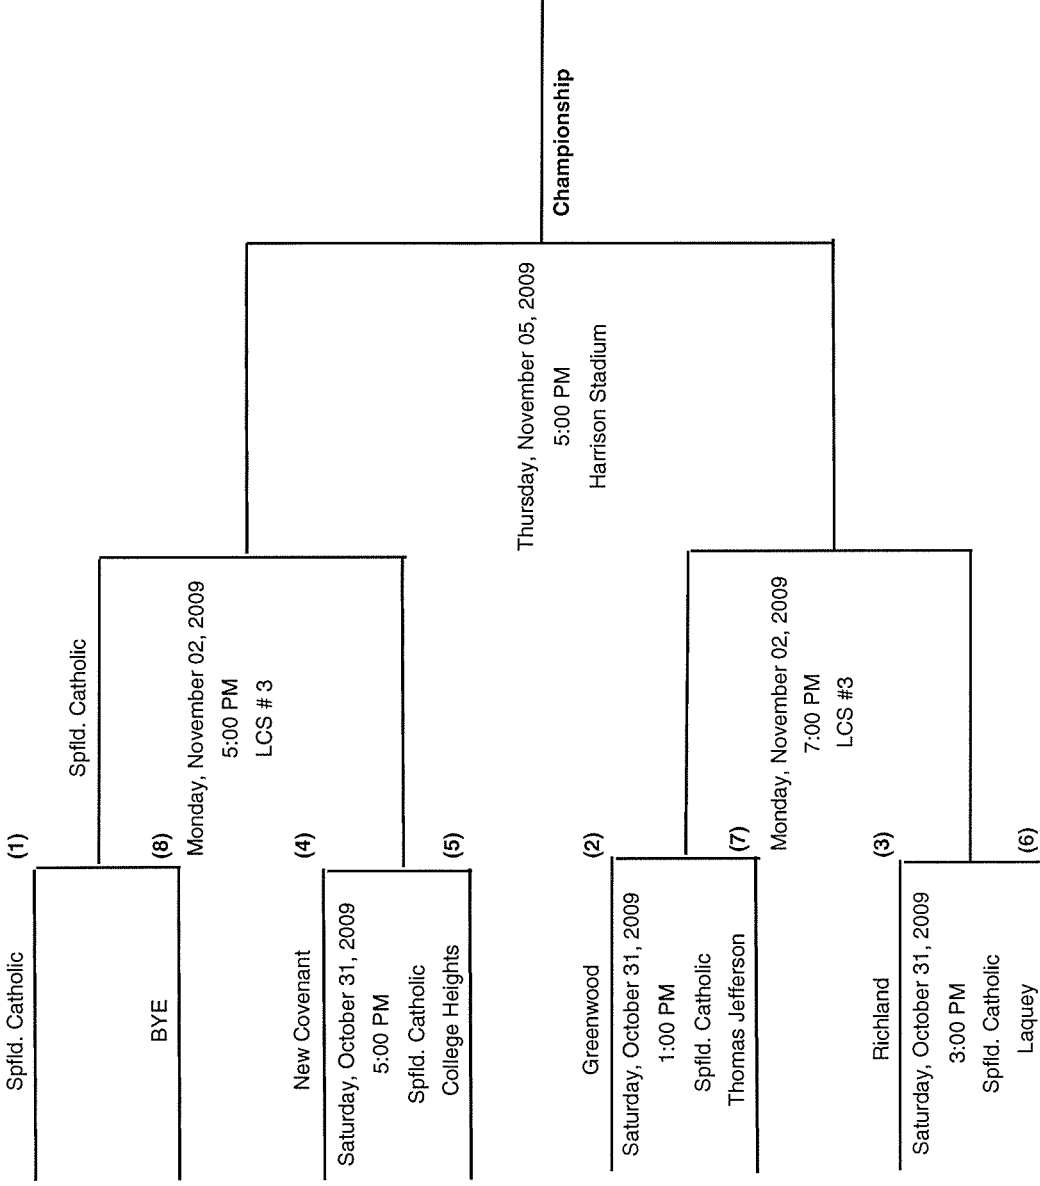 Spfld. Catholic
(1)
Spfld. Catholic
BYE
(8)
Monday, November 02, 2009
5:00 PM
LCS # 3
New Covenant
(4)
Saturday, October 31, 2009
5:00 PM
Spfld. Catholic
College Heights
(5)
Thursday, November 05, 2009
5:00 PM
Harrison Stadium
Championship
Greenwood
(2)
Saturday, October 31, 2009
1:00 PM
Spfld. Catholic
Thomas Jefferson
(7)
Monday, November 02, 2009
7:00 PM
LCS #3
Richland
(3)
Saturday, October 31, 2009
3:00 PM
Spfld. Catholic
Laquey
(6)